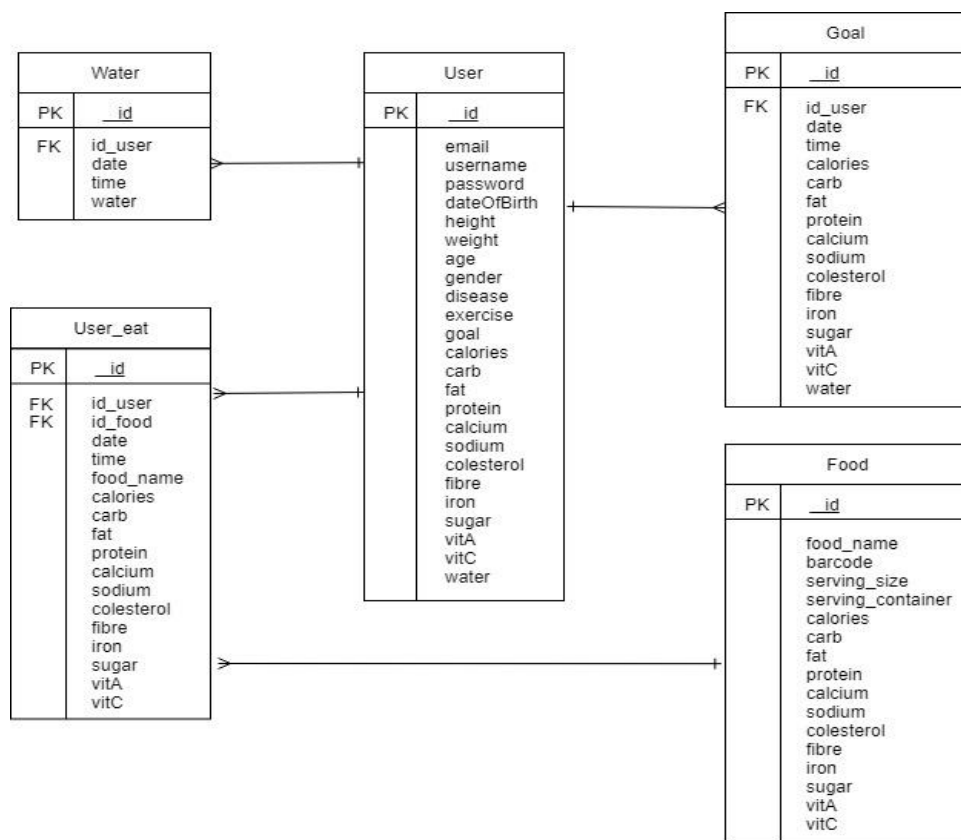 Water
PK _id
FK id_user
date
time
water
User
PK _id
email
username
password
dateOfBirth
height
weight
age
gender
disease
exercise
goal
calories
carb
fat
protein
calcium
sodium
colesterol
fibre
iron
sugar
vitA
vitC
water
Goal
PK _id
FK id_user
date
time
calories
carb
fat
protein
calcium
sodium
colesterol
fibre
iron
sugar
vitA
vitC
water
User_eat
PK _id
FK id_user
FK id_food
date
time
food_name
calories
carb
fat
protein
calcium
sodium
colesterol
fibre
iron
sugar
vitA
vitC
Food
PK _id
food_name
barcode
serving_size
serving_container
calories
carb
fat
protein
calcium
sodium
colesterol
fibre
iron
sugar
vitA
vitC